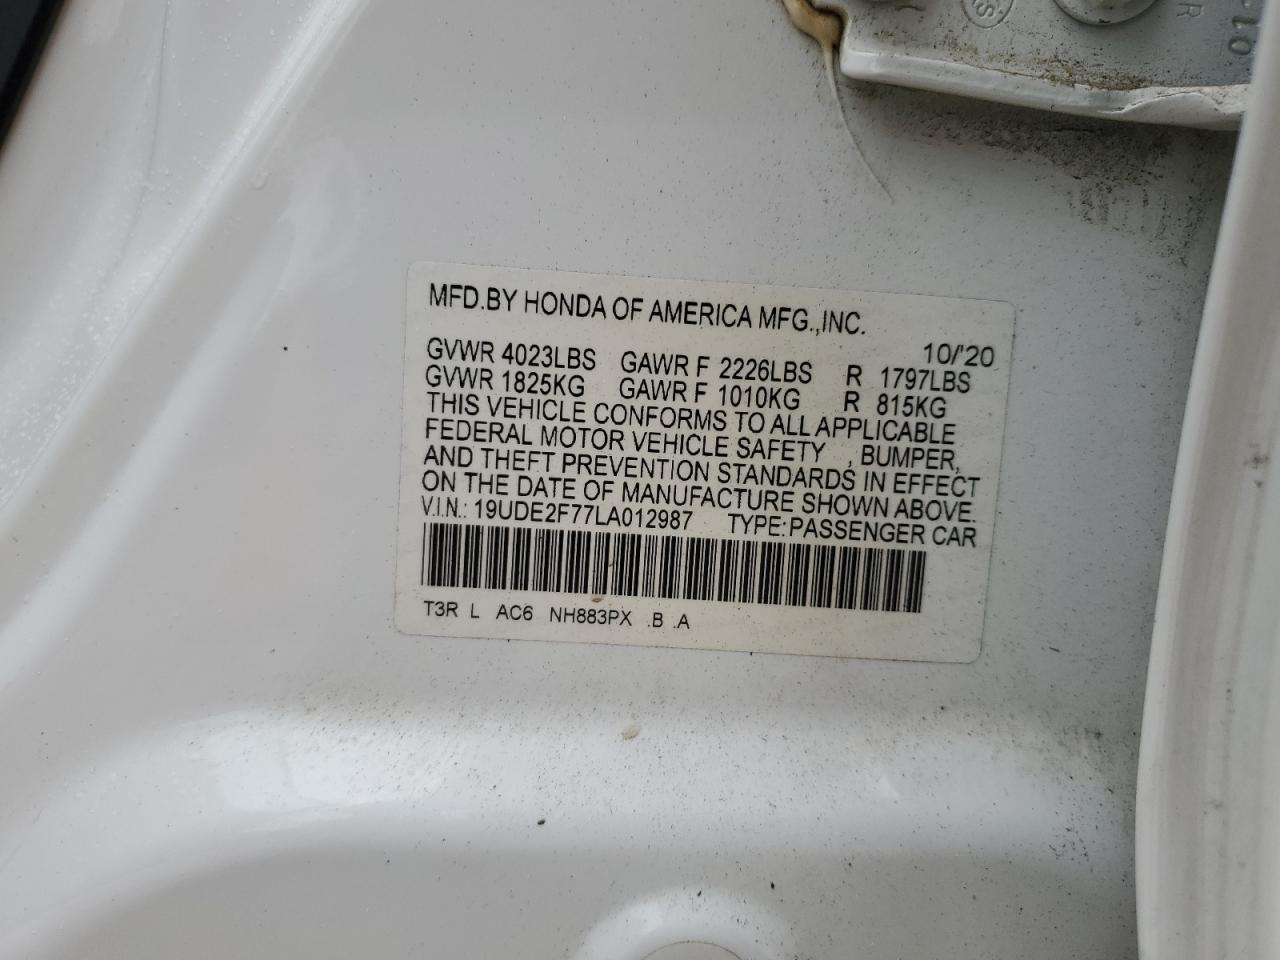 R
01-
MFD.BY HONDA OF AMERICA MFG.,INC.
10/'20
GVWR 4023LBS GAWR F 2226LBS R 1797LBS
GVWR 1825KG GAWR F 1010KG R 815KG
THIS VEHICLE CONFORMS TO ALL APPLICABLE
FEDERAL MOTOR VEHICLE SAFETY , BUMPER,
AND THEFT PREVENTION STANDARDS IN EFFECT
ON THE DATE OF MANUFACTURE SHOWN ABOVE.
V.I.N.: 19UDE2F77LA012987 TYPE:PASSENGER CAR
T3R L AC6 NH883PX .B .A